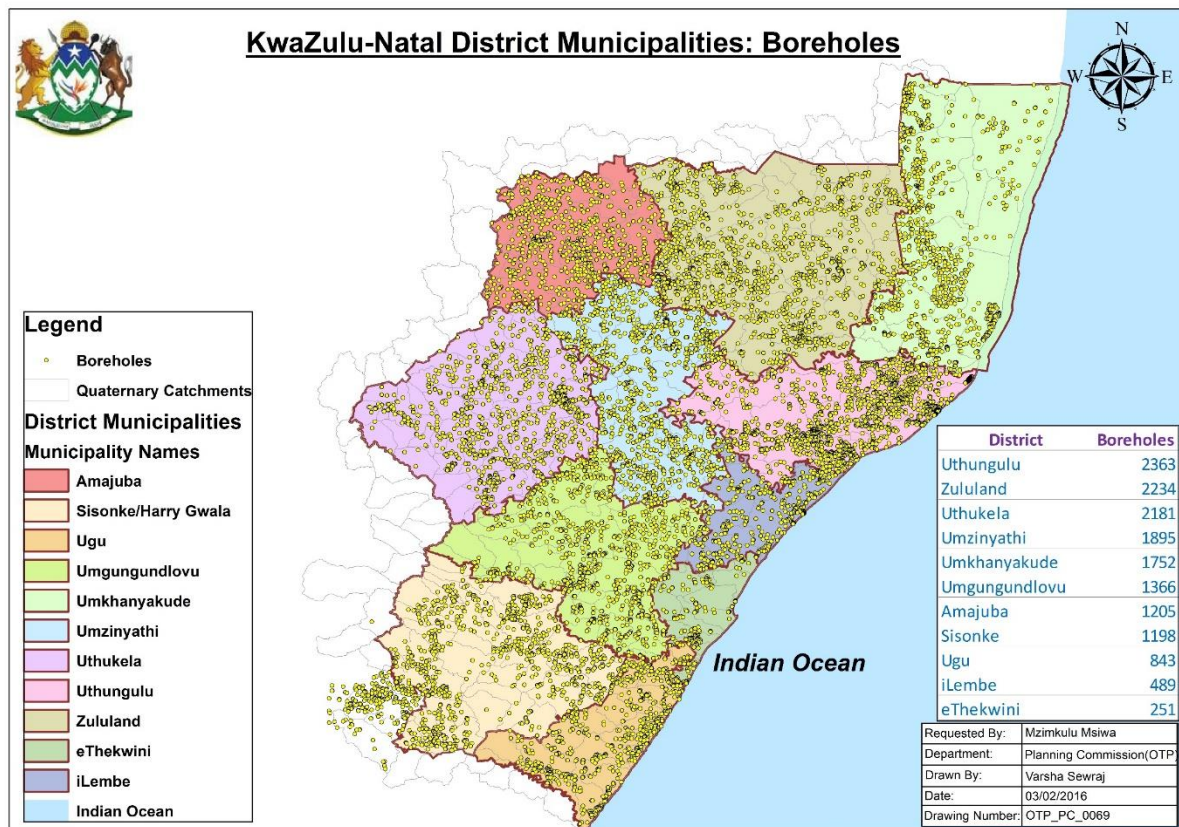 KwaZulu-Natal District Municipalities: Boreholes
N
W
E
S
Legend
Boreholes
Quaternary Catchments
District Municipalities
Municipality Names
Amajuba
Sisonke/Harry Gwala
Ugu
Umgungundlovu
Umkhanyakude
Umzinyathi
Uthukela
Uthungulu
Zululand
eThekwini
iLembe
Indian Ocean
Indian Ocean
District Boreholes
Uthungulu 2363
Zululand 2234
Uthukela 2181
Umzinyathi 1895
Umkhanyakude 1752
Umgungundlovu 1366
Amajuba 1205
Sisonke 1198
Ugu 843
iLembe 489
eThekwini 251
Requested By: Mzimkulu Msiwa
Department: Planning Commission(OTP)
Drawn By: Varsha Sewraj
Date: 03/02/2016
Drawing Number: OTP_PC_0069